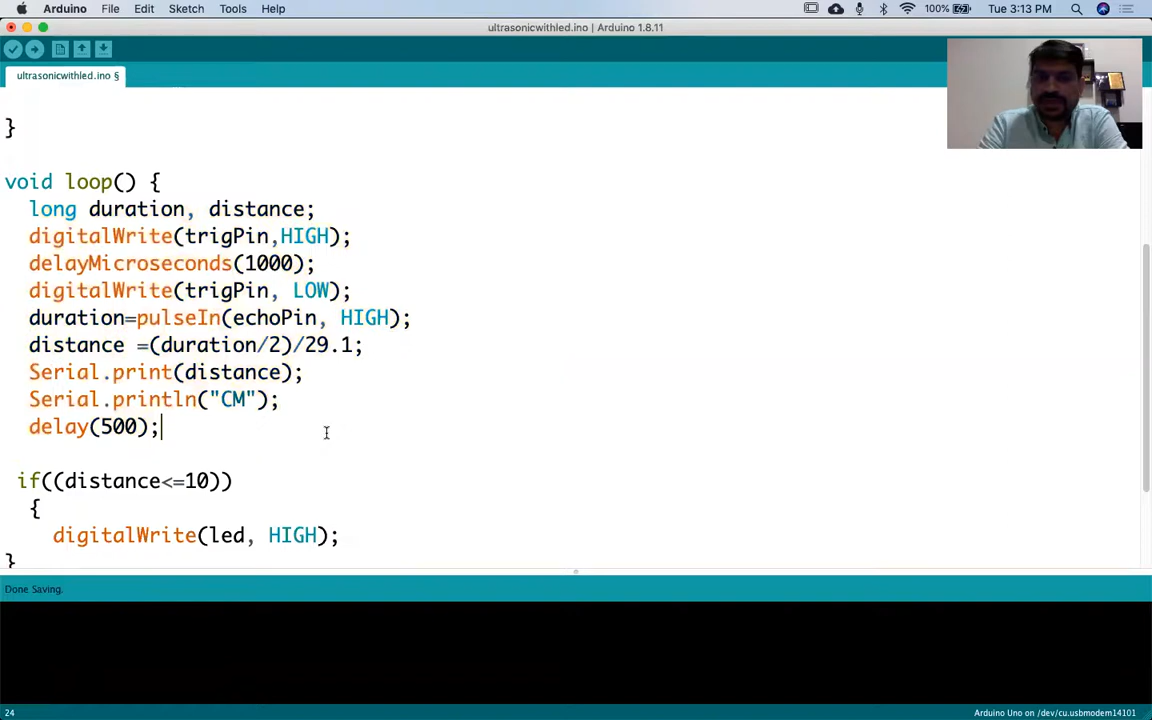 Arduino File Edit Sketch Tools Help 100% Tue 3:13 PM
ultrasonicwithled.ino | Arduino 1.8.11
ultrasonicwithled.ino §
}
void loop() {
long duration, distance;
digitalWrite(trigPin,HIGH);
delayMicroseconds(1000);
digitalWrite(trigPin, LOW);
duration=pulseIn(echoPin, HIGH);
distance =(duration/2)/29.1;
Serial.print(distance);
Serial.println("CM");
delay(500);
if((distance<=10))
{
digitalWrite(led, HIGH);
}
Done Saving.
24 Arduino Uno on /dev/cu.usbmodem14101